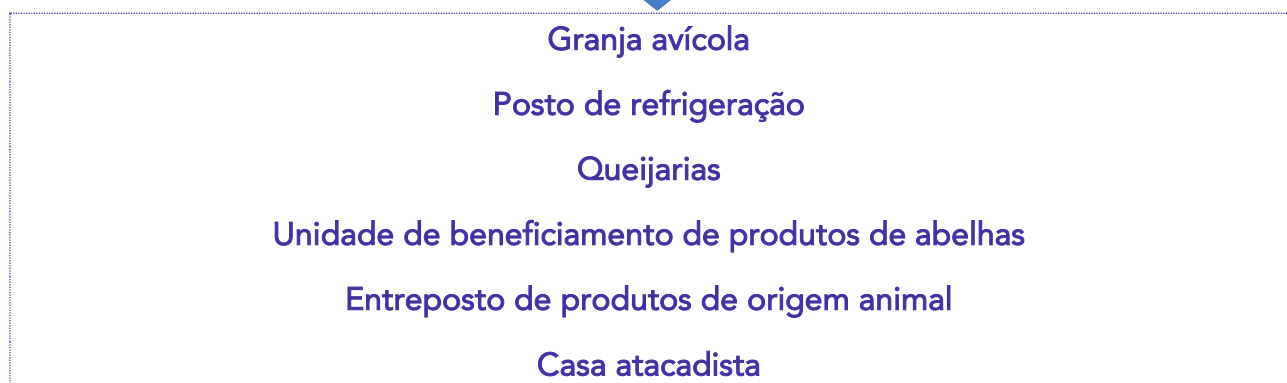 Granja avícola
Posto de refrigeração
Queijarias
Unidade de beneficiamento de produtos de abelhas
Entreposto de produtos de origem animal
Casa atacadista